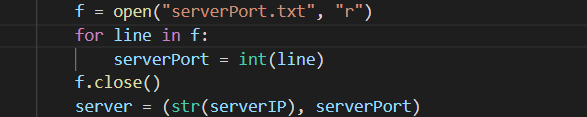 f = open("serverPort.txt", "r")
for line in f:
    serverPort = int(line)
f.close()
server = (str(serverIP), serverPort)